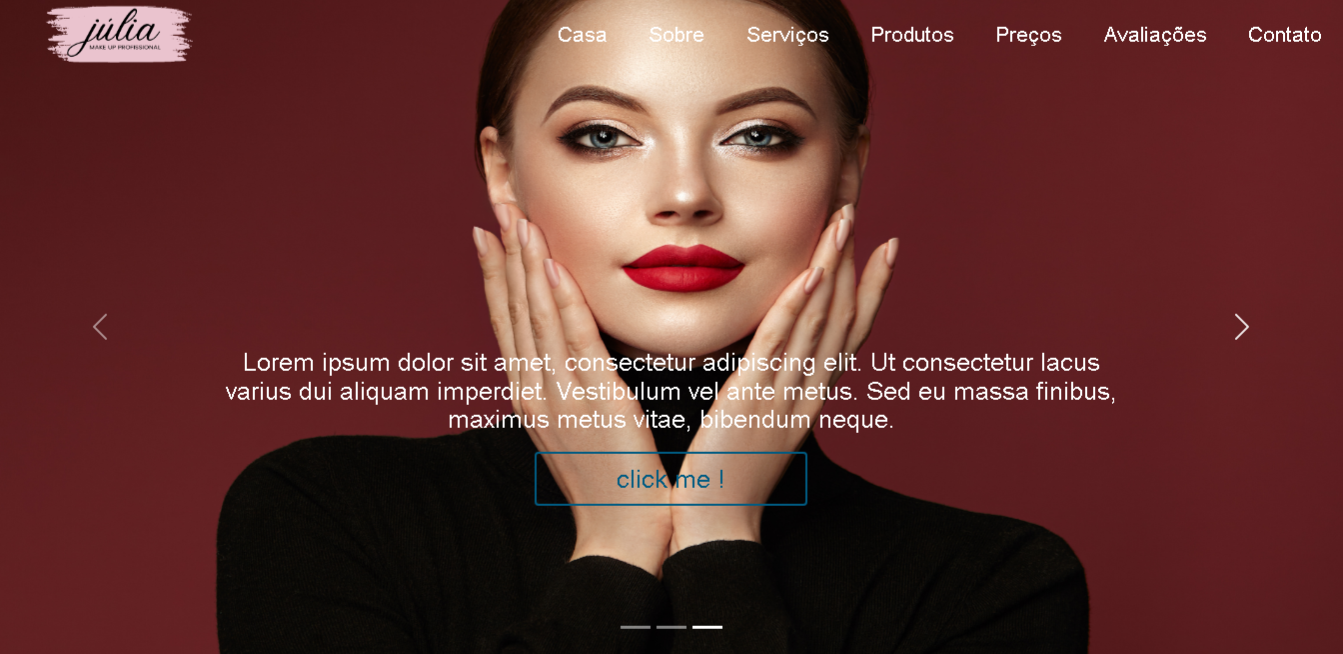 júlia
MAKE UP PROFISSIONAL
Casa Sobre Serviços Produtos Preços Avaliações Contato
Lorem ipsum dolor sit amet, consectetur adipiscing elit. Ut consectetur lacus
varius dui aliquam imperdiet. Vestibulum vel ante metus. Sed eu massa finibus,
maximus metus vitae, bibendum neque.
click me !